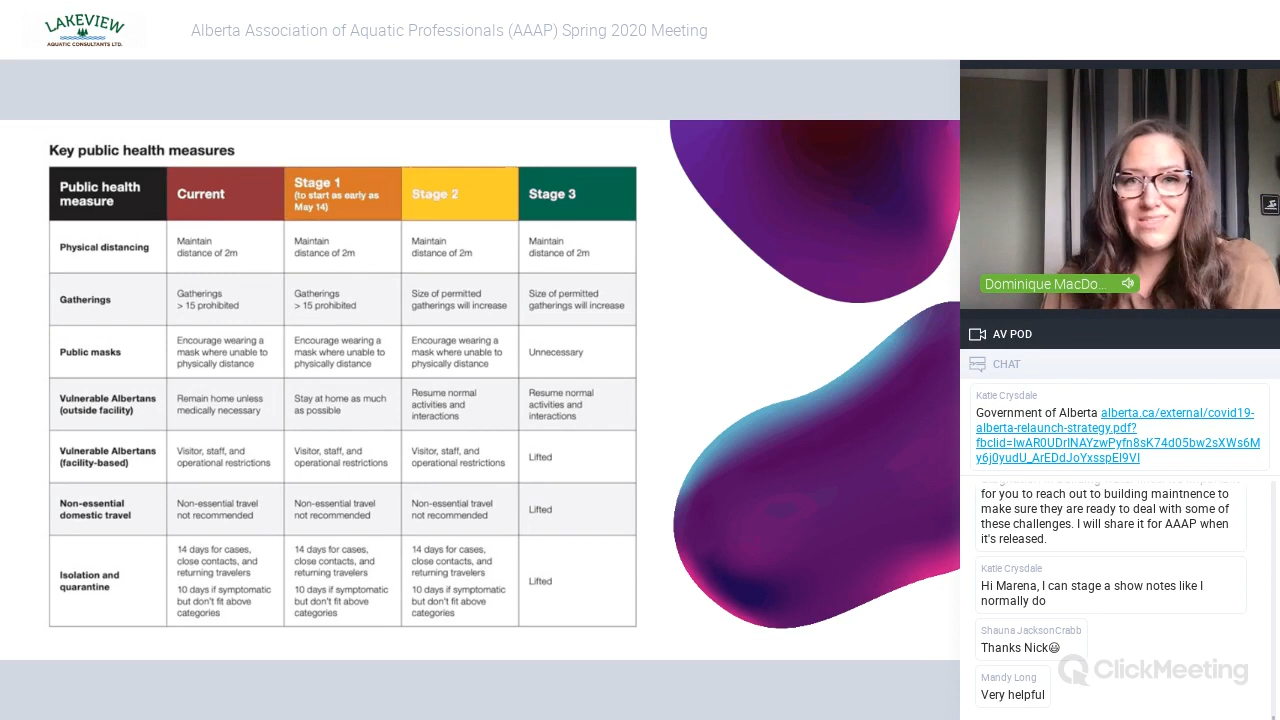 LAKEVIEW
AQUATIC CONSULTANTS LTD.
Alberta Association of Aquatic Professionals (AAAP) Spring 2020 Meeting
Key public health measures
Public health measure | Current | Stage 1 (to start as early as May 14) | Stage 2 | Stage 3
Physical distancing | Maintain distance of 2m | Maintain distance of 2m | Maintain distance of 2m | Maintain distance of 2m
Gatherings | Gatherings > 15 prohibited | Gatherings > 15 prohibited | Size of permitted gatherings will increase | Size of permitted gatherings will increase
Public masks | Encourage wearing a mask where unable to physically distance | Encourage wearing a mask where unable to physically distance | Encourage wearing a mask where unable to physically distance | Unnecessary
Vulnerable Albertans (outside facility) | Remain home unless medically necessary | Stay at home as much as possible | Resume normal activities and interactions | Resume normal activities and interactions
Vulnerable Albertans (facility-based) | Visitor, staff, and operational restrictions | Visitor, staff, and operational restrictions | Visitor, staff, and operational restrictions | Lifted
Non-essential domestic travel | Non-essential travel not recommended | Non-essential travel not recommended | Non-essential travel not recommended | Lifted
Isolation and quarantine | 14 days for cases, close contacts, and returning travelers 10 days if symptomatic but don't fit above categories | 14 days for cases, close contacts, and returning travelers 10 days if symptomatic but don't fit above categories | 14 days for cases, close contacts, and returning travelers 10 days if symptomatic but don't fit above categories | Lifted
Dominique MacDo...
AV POD
CHAT
Katie Crysdale
Government of Alberta alberta.ca/external/covid19-
alberta-relaunch-strategy.pdf?
fbclid=IwAR0UDrINAYzwPyfn8sK74d05bw2sXWs6M
y6j0yudU_ArEDdJoYxsspEI9VI
for you to reach out to building maintnence to
make sure they are ready to deal with some of
these challenges. I will share it for AAAP when
it's released.
Katie Crysdale
Hi Marena, I can stage a show notes like I
normally do
Shauna JacksonCrabb
Thanks Nick😃
Mandy Long
Very helpful
ClickMeeting